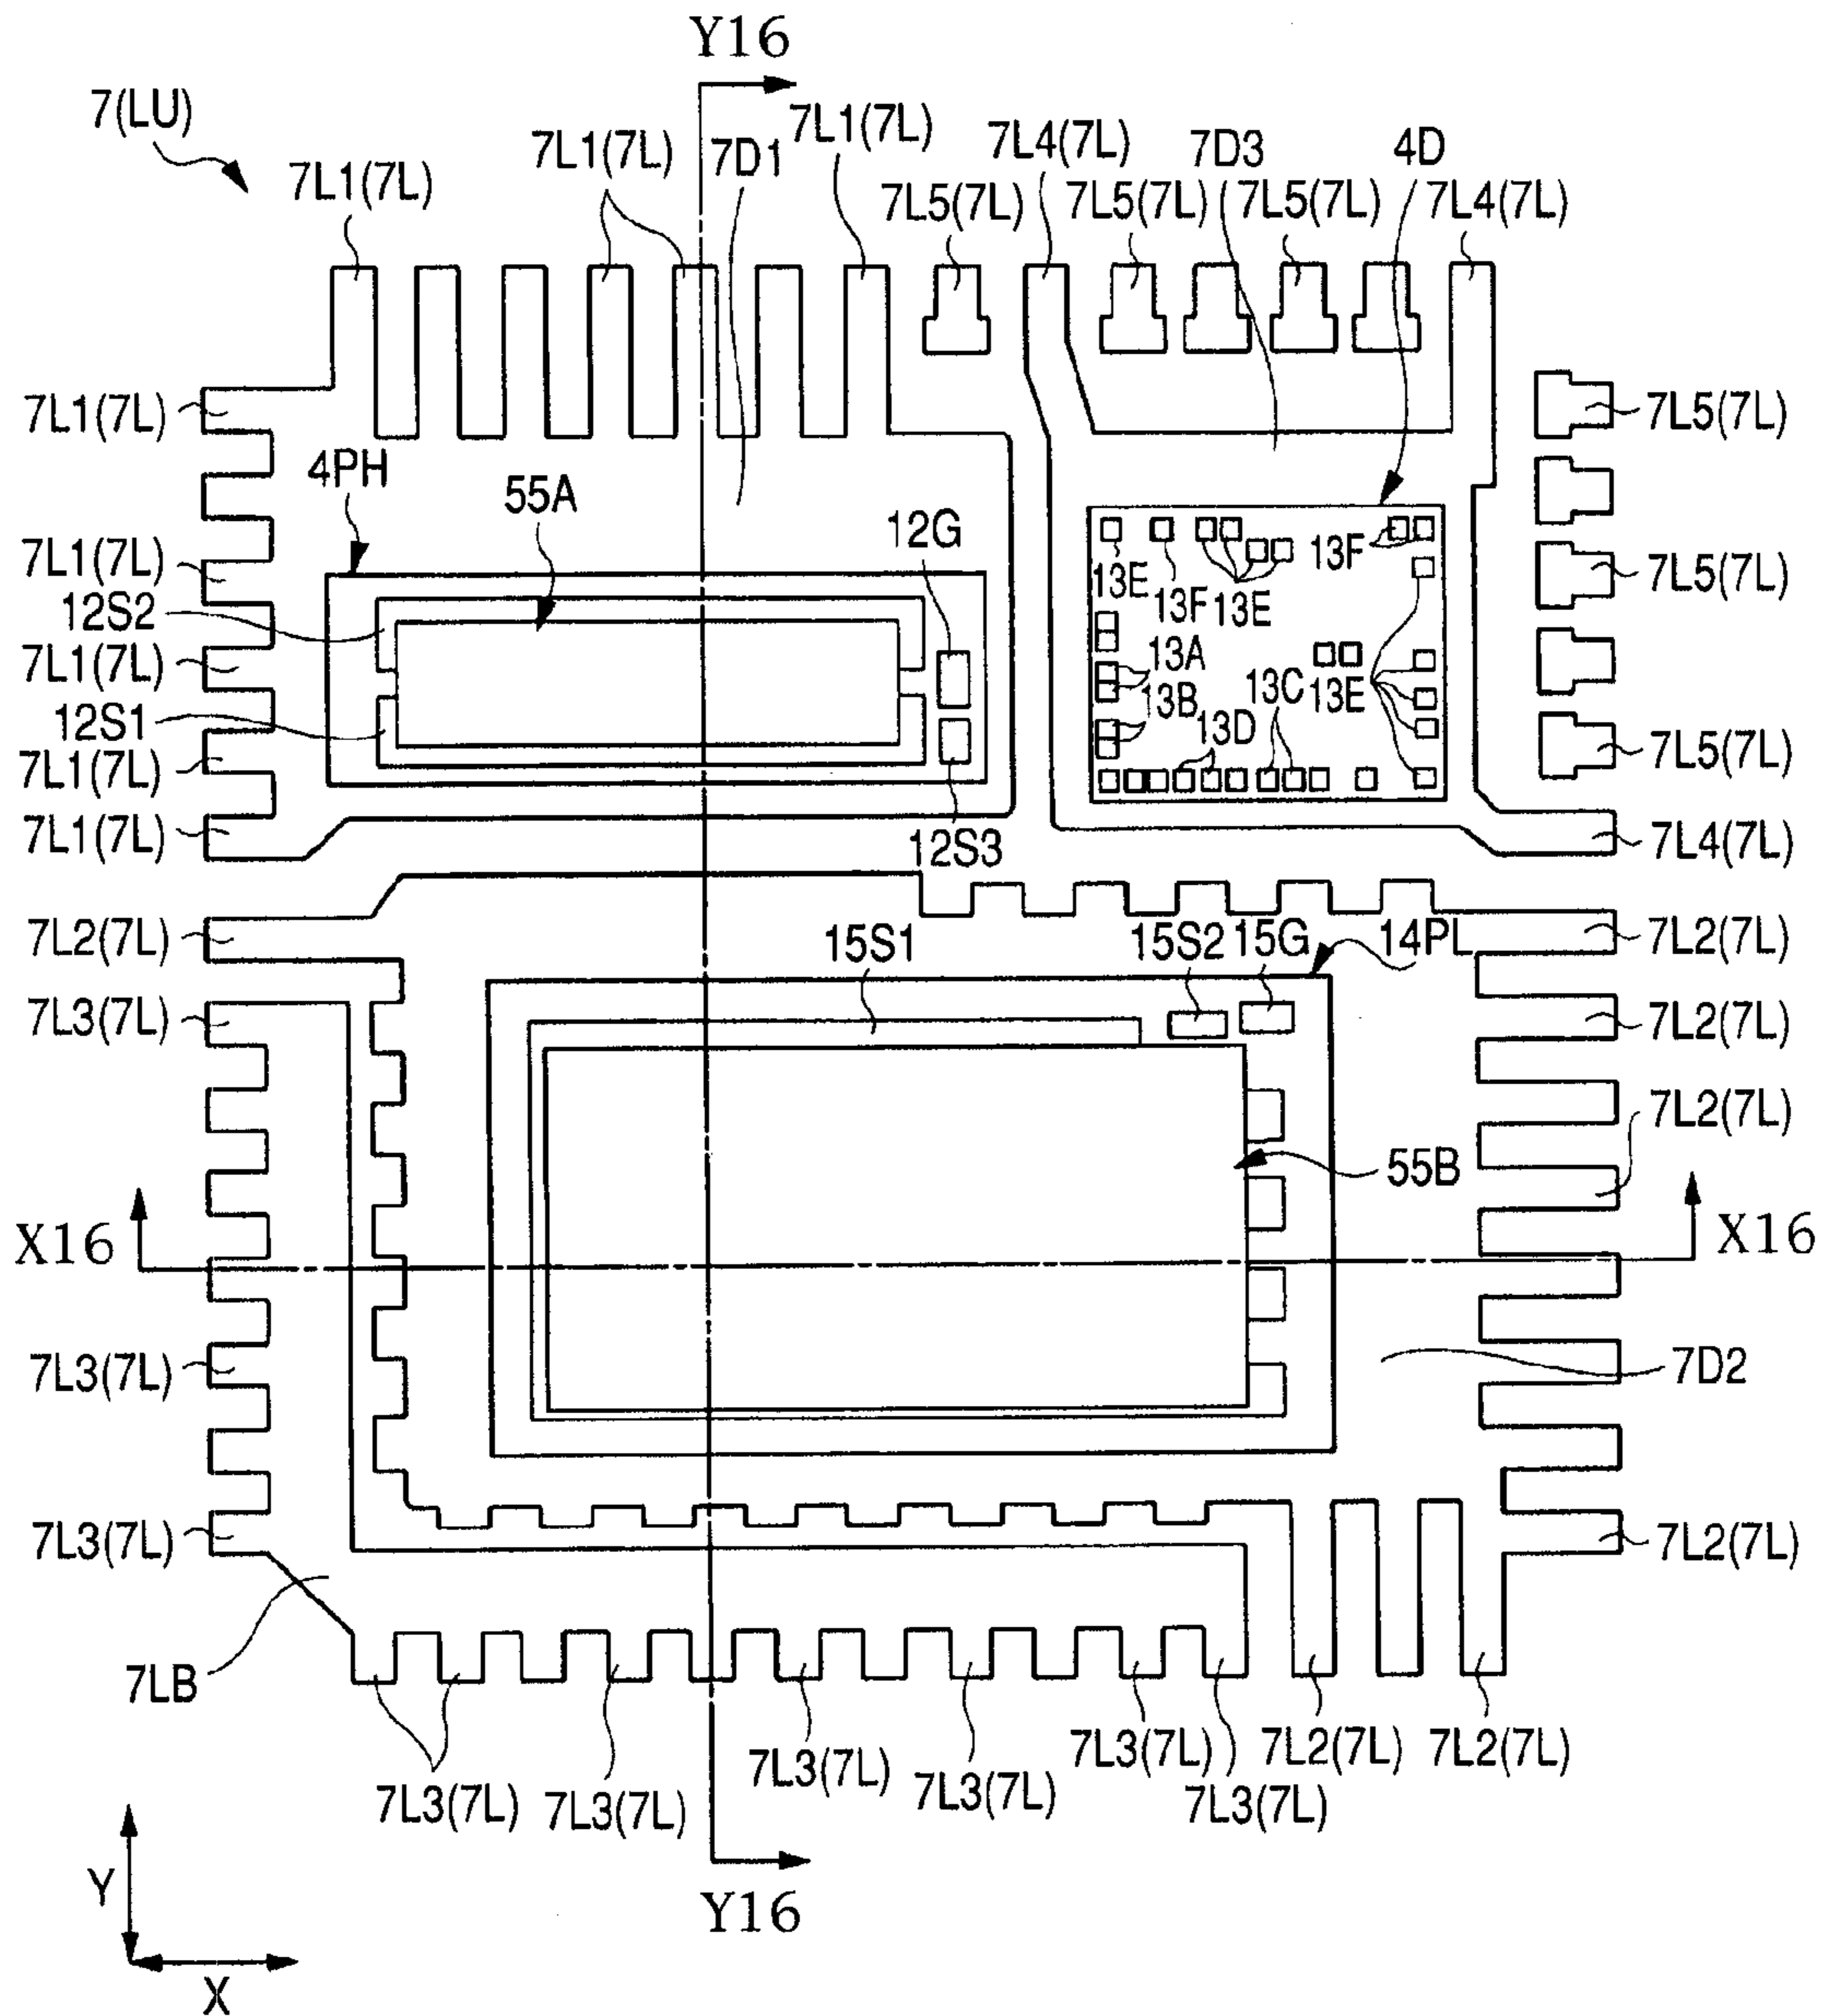 Y16
7(LU)
7L1(7L)
7L1(7L)
7D1
7L1(7L)
7L5(7L)
7L4(7L)
7L5(7L)
7D3
7L5(7L)
4D
7L4(7L)
7L1(7L)
7L5(7L)
4PH
55A
12G
13E
13F
13E
13F
7L1(7L)
7L5(7L)
12S2
7L1(7L)
13A
13B
13C
13E
13D
12S1
7L1(7L)
7L5(7L)
7L1(7L)
12S3
7L4(7L)
7L2(7L)
15S1
15S2
15G
14PL
7L2(7L)
7L3(7L)
7L2(7L)
7L2(7L)
55B
X16
X16
7L3(7L)
7D2
7L3(7L)
7L2(7L)
7LB
7L3(7L)
7L3(7L)
7L3(7L)
7L3(7L)
7L3(7L)
7L3(7L)
7L2(7L)
7L2(7L)
Y
X
Y16